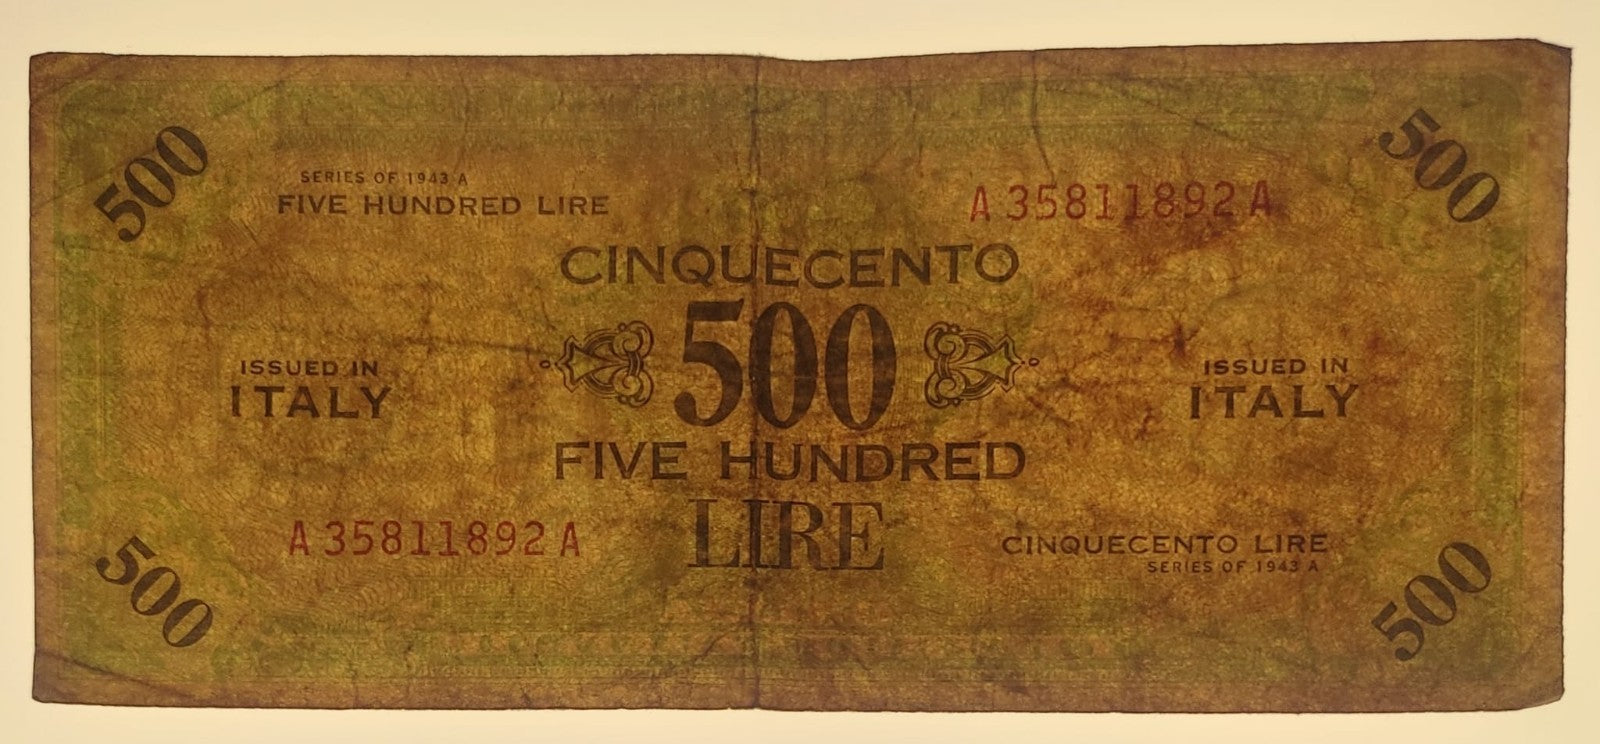 500
500
SERIES OF 1943 A
FIVE HUNDRED LIRE
A 35811892 A
CINQUECENTO
500
ISSUED IN
ITALY
ISSUED IN
ITALY
FIVE HUNDRED
LIRE
A 35811892 A
CINQUECENTO LIRE
SERIES OF 1943 A
500
500